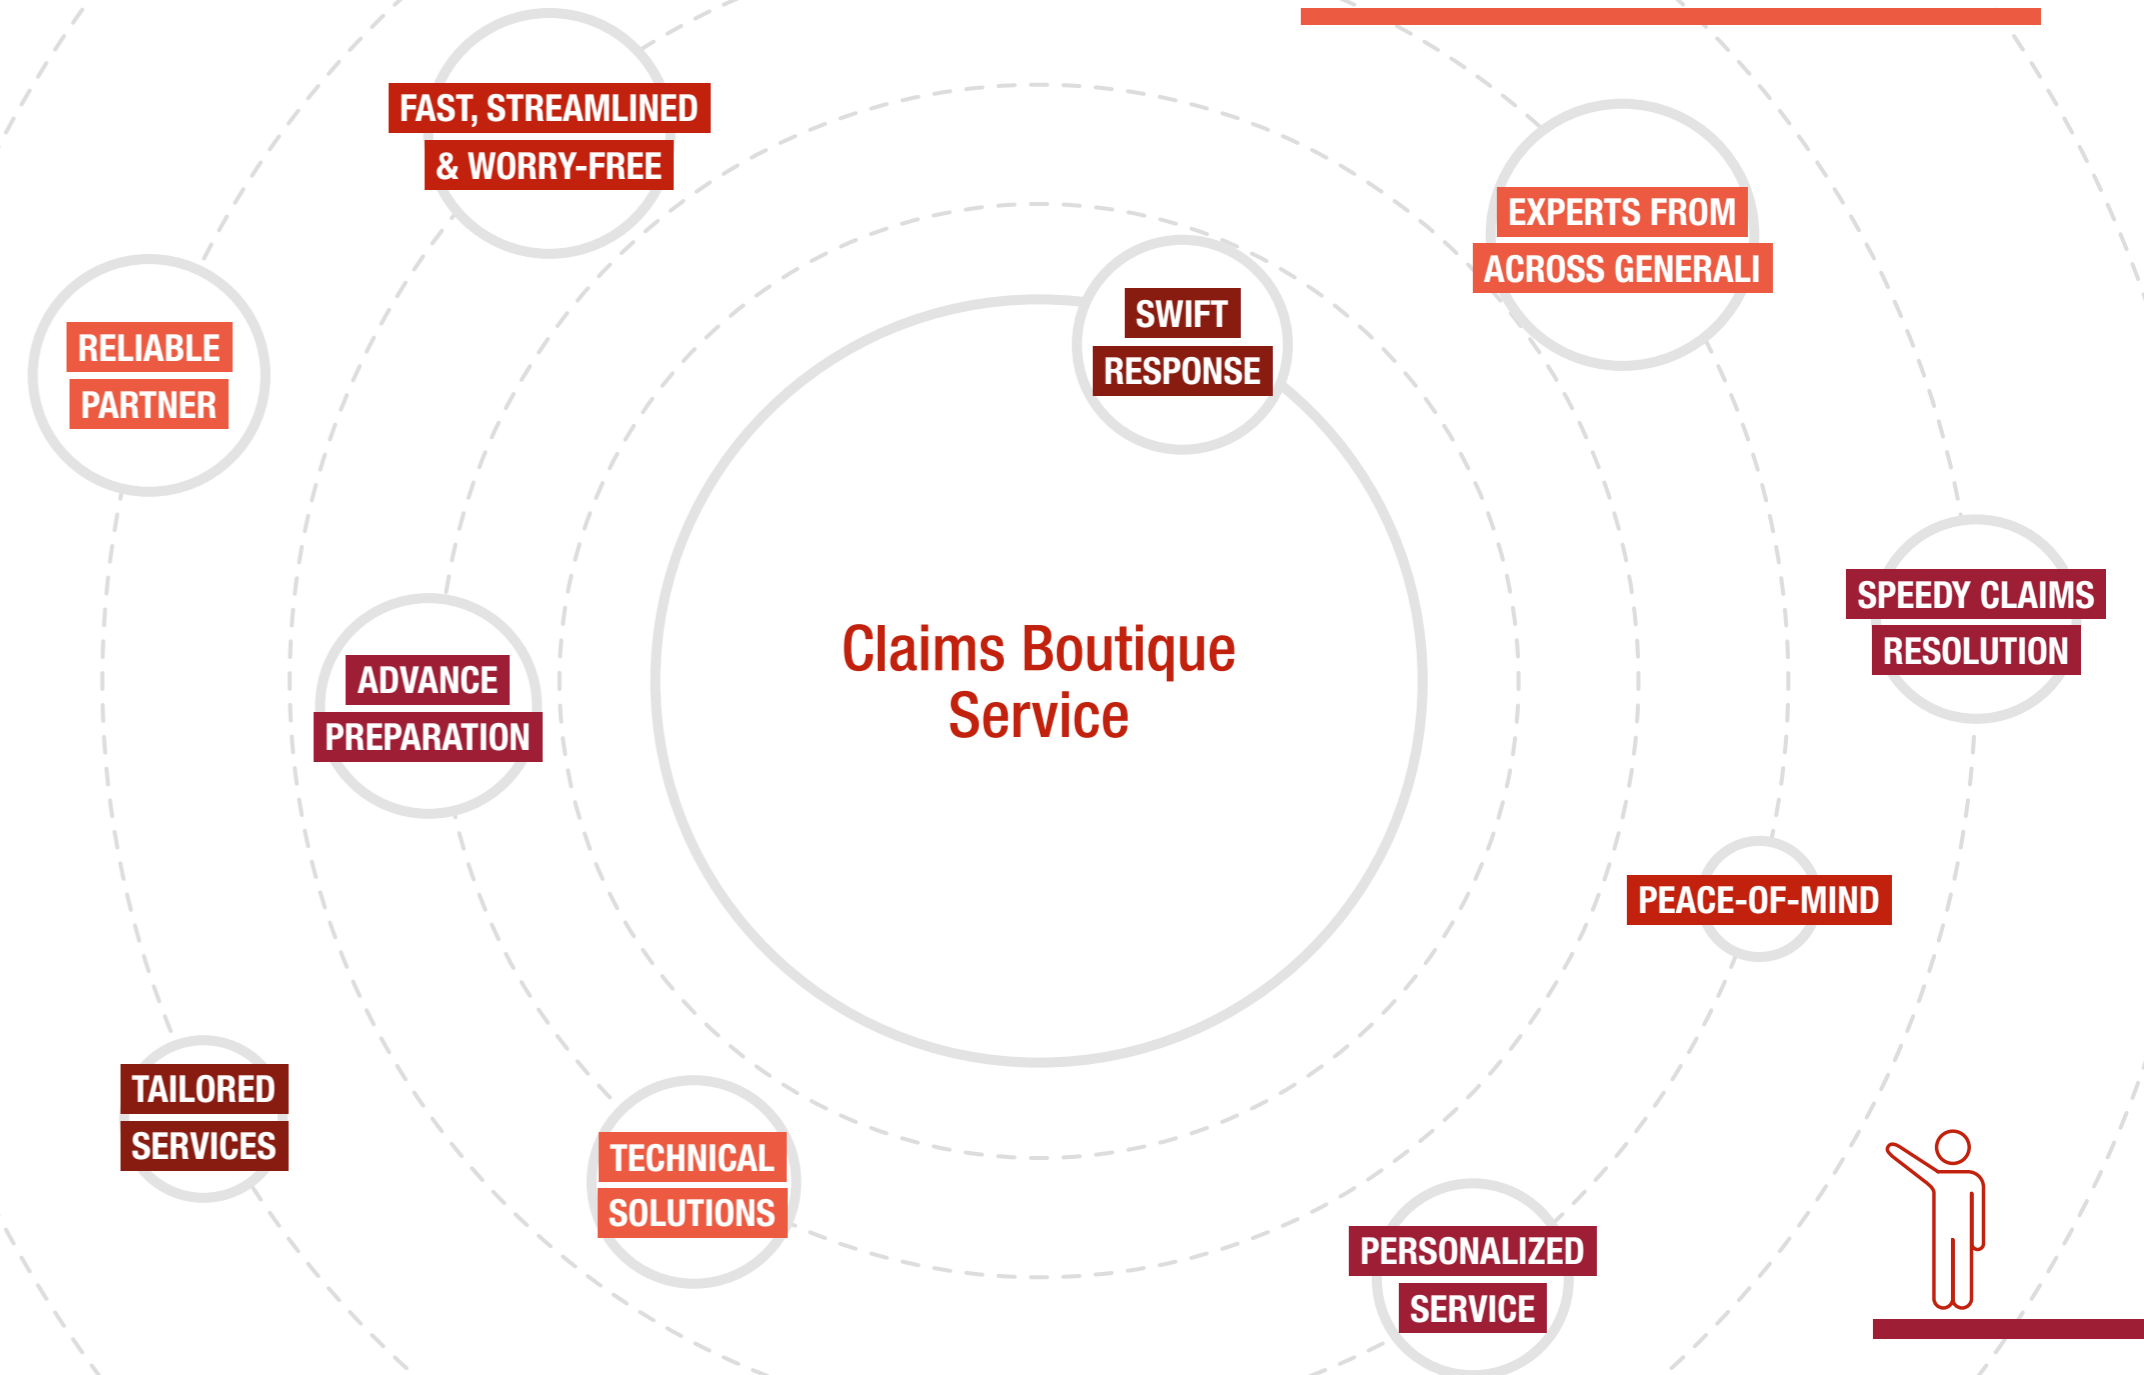 FAST, STREAMLINED
& WORRY-FREE
EXPERTS FROM
ACROSS GENERALI
SWIFT
RESPONSE
RELIABLE
PARTNER
SPEEDY CLAIMS
RESOLUTION
Claims Boutique
Service
ADVANCE
PREPARATION
PEACE-OF-MIND
TAILORED
SERVICES
TECHNICAL
SOLUTIONS
PERSONALIZED
SERVICE